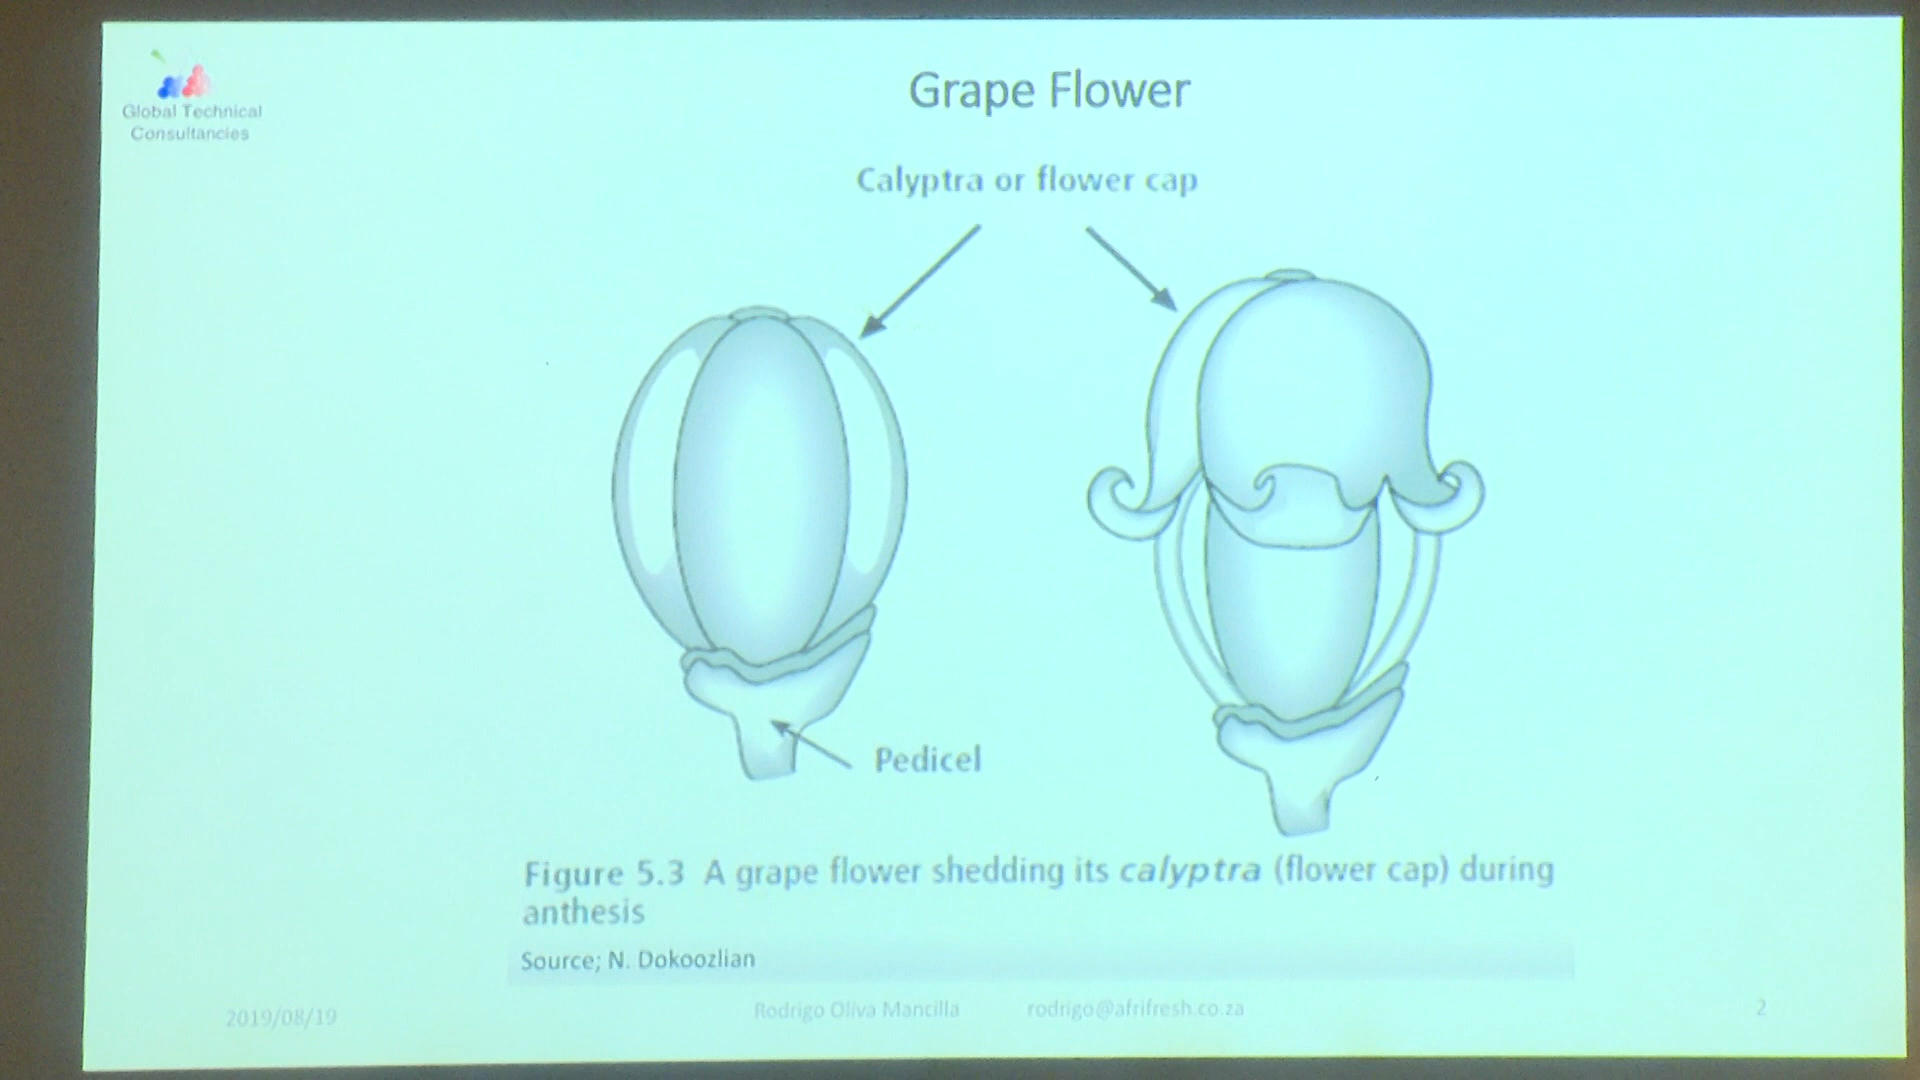 Global Technical
Consultancies
Grape Flower
Calyptra or flower cap
Pedicel
Figure 5.3 A grape flower shedding its calyptra (flower cap) during
anthesis
Source; N. Dokoozlian
2019/08/19
Rodrigo Oliva Mancilla rodrigo@afrifresh.co.za
2